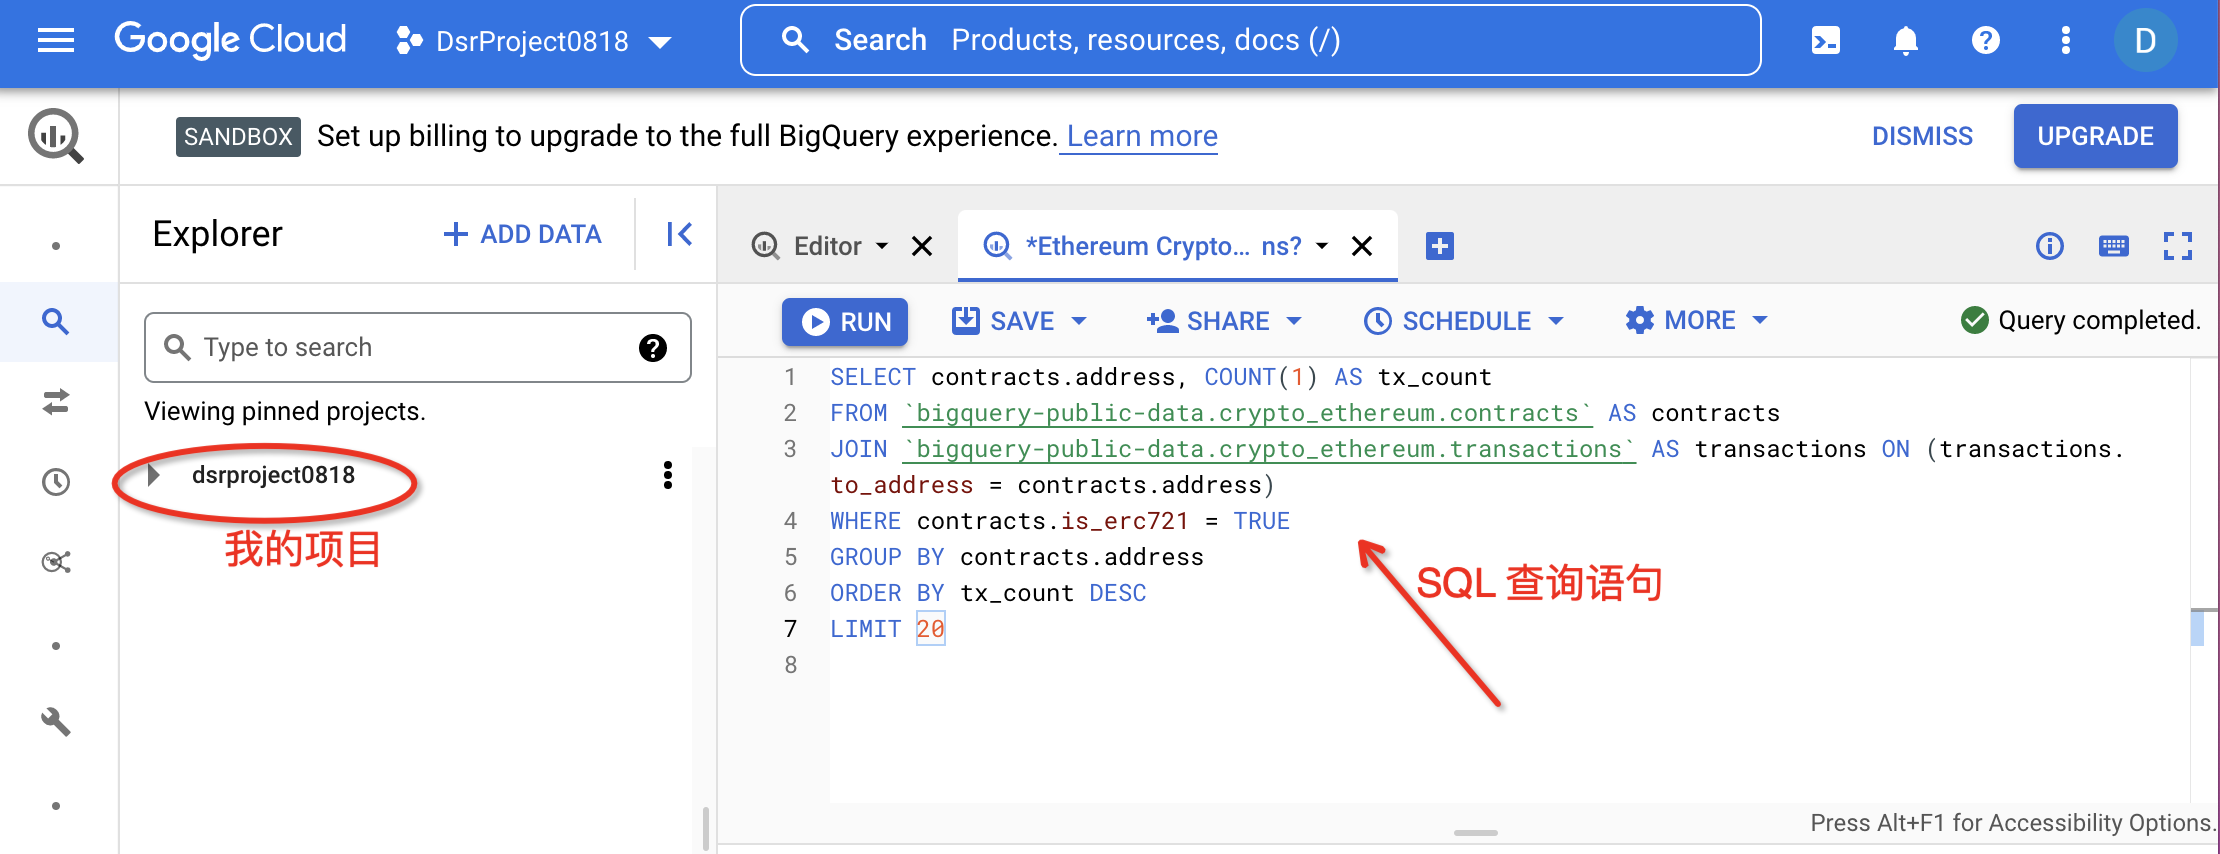 Google Cloud DsrProject0818 Search Products, resources, docs (/) D
SANDBOX Set up billing to upgrade to the full BigQuery experience. Learn more DISMISS UPGRADE
Explorer + ADD DATA
Editor *Ethereum Crypto... ns?
RUN SAVE SHARE SCHEDULE MORE Query completed.
Type to search
Viewing pinned projects.
dsrproject0818
我的项目
1 SELECT contracts.address, COUNT(1) AS tx_count
2 FROM `bigquery-public-data.crypto_ethereum.contracts` AS contracts
3 JOIN `bigquery-public-data.crypto_ethereum.transactions` AS transactions ON (transactions.
to_address = contracts.address)
4 WHERE contracts.is_erc721 = TRUE
5 GROUP BY contracts.address
6 ORDER BY tx_count DESC
7 LIMIT 20
8
SQL 查询语句
Press Alt+F1 for Accessibility Options.